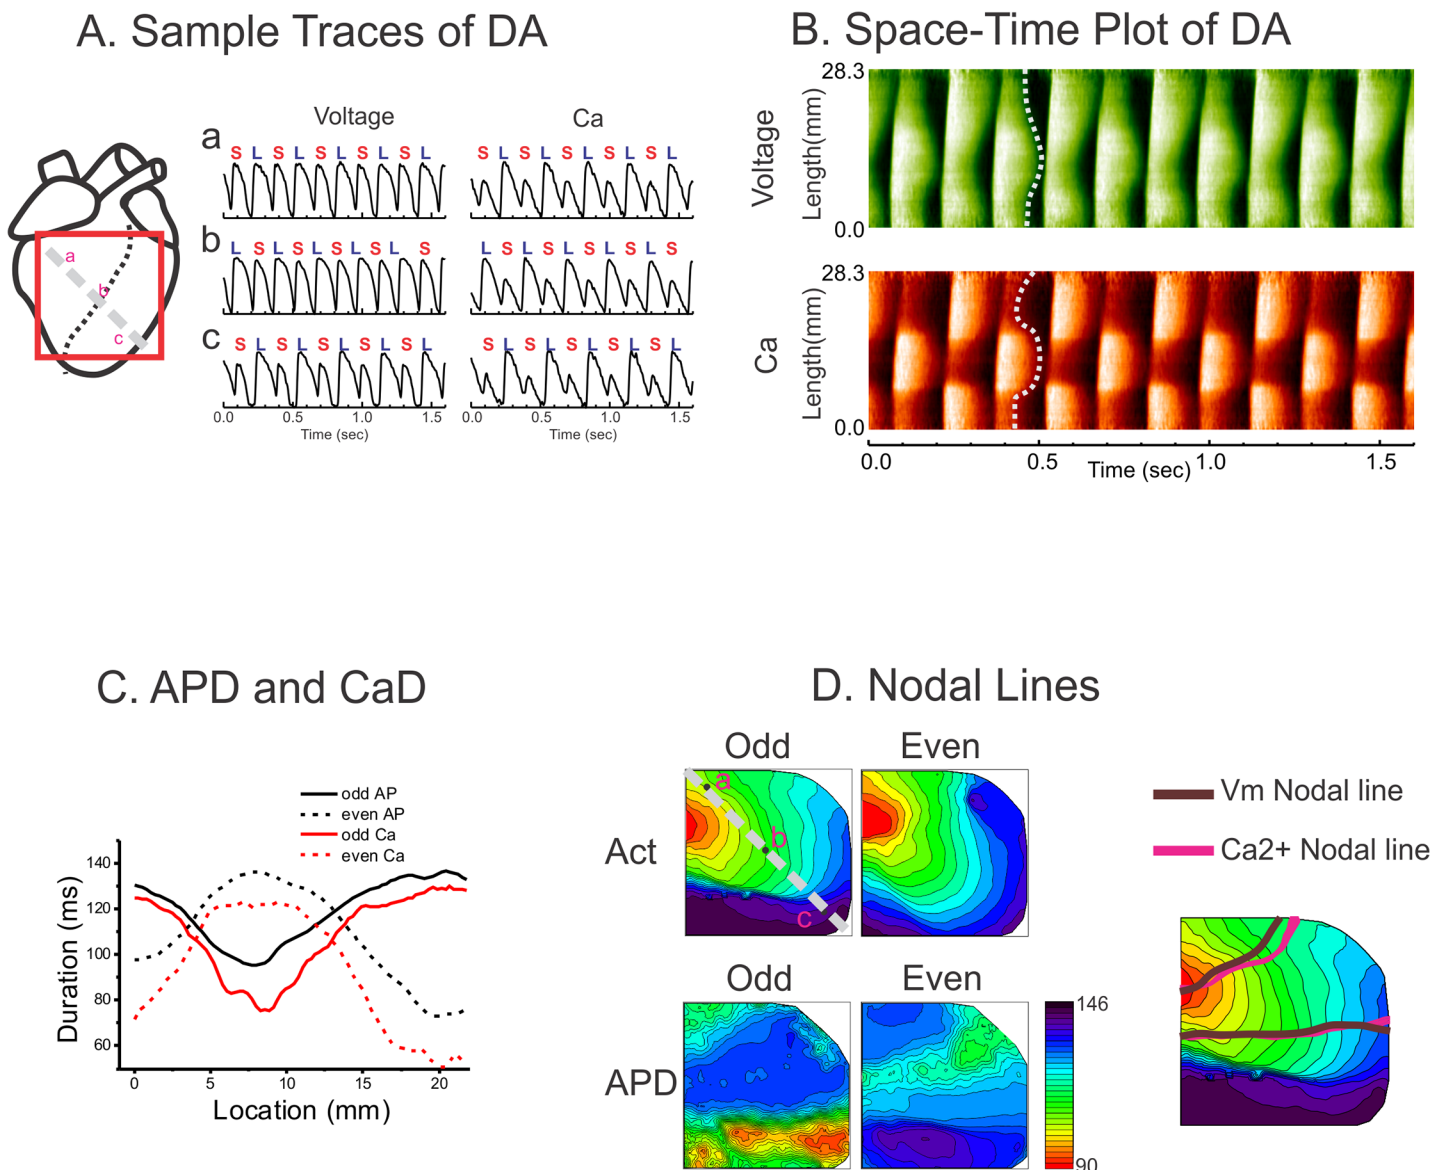 A. Sample Traces of DA
Voltage
Ca
a
S L S L S L S L S L
S L S L S L S L S L
b
L S L S L S L S L S
L S L S L S L S L S
c
S L S L S L S L S L
S L S L S L S L S L
0.0 0.5 1.0 1.5
Time (sec)
0.0 0.5 1.0 1.5
Time (sec)
a
b
c
B. Space-Time Plot of DA
Voltage
Length(mm)
28.3
0.0
Ca
Length(mm)
28.3
0.0
0.0 0.5 1.0 1.5
Time (sec)
C. APD and CaD
odd AP
even AP
odd Ca
even Ca
Duration (ms)
140
120
100
80
60
0 5 10 15 20
Location (mm)
D. Nodal Lines
Odd Even
Act
a
b
c
Odd Even
APD
146
90
Vm Nodal line
Ca2+ Nodal line